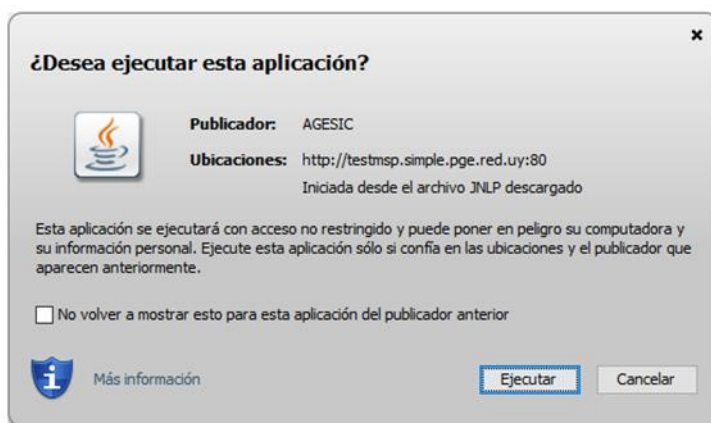 ¿Desea ejecutar esta aplicación?
Publicador: AGESIC
Ubicaciones: http://testmsp.simple.pge.red.uy:80
Iniciada desde el archivo JNLP descargado
Esta aplicación se ejecutará con acceso no restringido y puede poner en peligro su computadora y
su información personal. Ejecute esta aplicación sólo si confía en las ubicaciones y el publicador que
aparecen anteriormente.
No volver a mostrar esto para esta aplicación del publicador anterior
Más información
Ejecutar
Cancelar